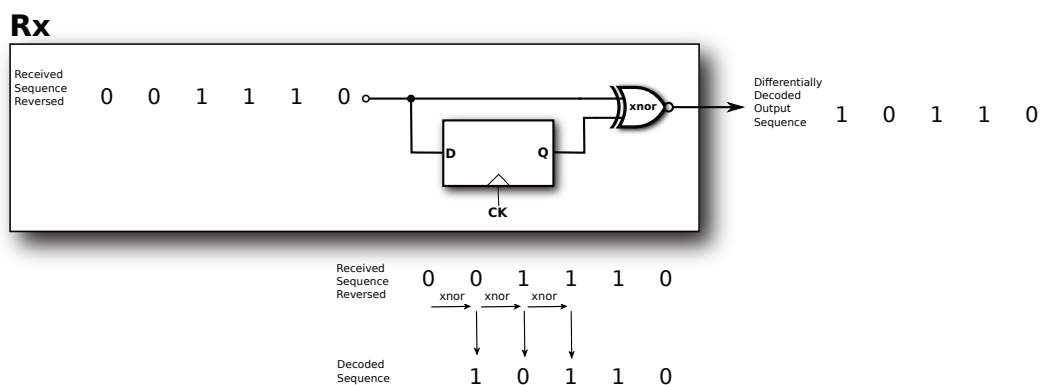 Rx
Received
Sequence
Reversed
0 0 1 1 1 0
xnor
Differentially
Decoded
Output
Sequence
1 0 1 1 0
D
Q
CK
Received
Sequence
Reversed
0 0 1 1 1 0
xnor xnor xnor
Decoded
Sequence
1 0 1 1 0